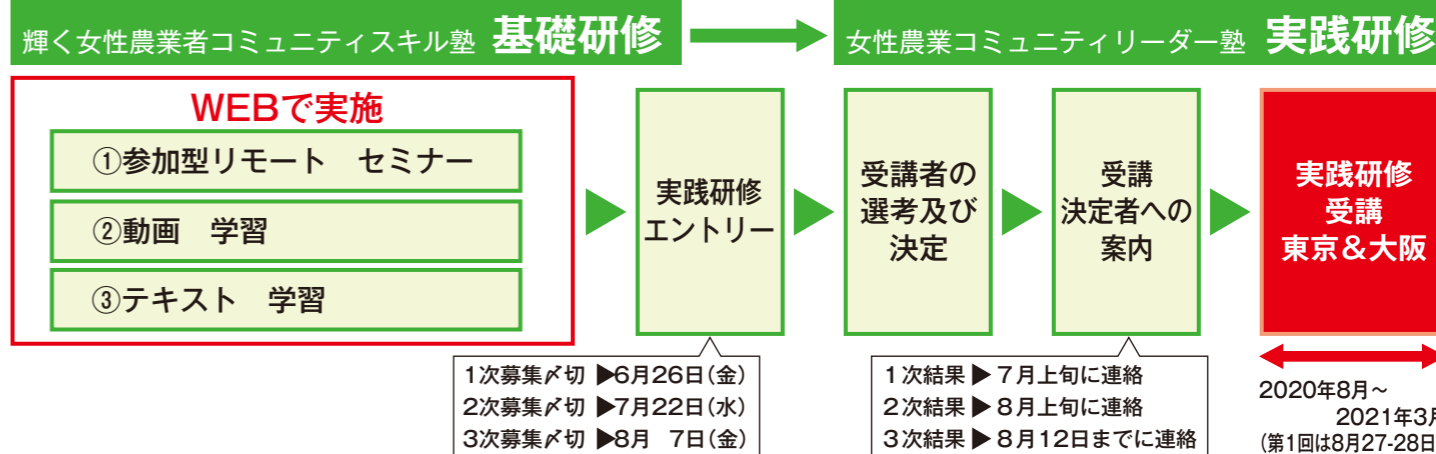 輝く女性農業者コミュニティスキル塾 基礎研修
女性農業コミュニティリーダー塾 実践研修
WEBで実施
①参加型リモート セミナー
②動画 学習
③テキスト 学習
実践研修
エントリー
1次募集〆切 ▶6月26日(金)
2次募集〆切 ▶7月22日(水)
3次募集〆切 ▶8月 7日(金)
受講者の
選考及び
決定
受講
決定者への
案内
1次結果 ▶ 7月上旬に連絡
2次結果 ▶ 8月上旬に連絡
3次結果 ▶ 8月12日までに連絡
実践研修
受講
東京&大阪
2020年8月〜
2021年3月
(第1回は8月27-28日